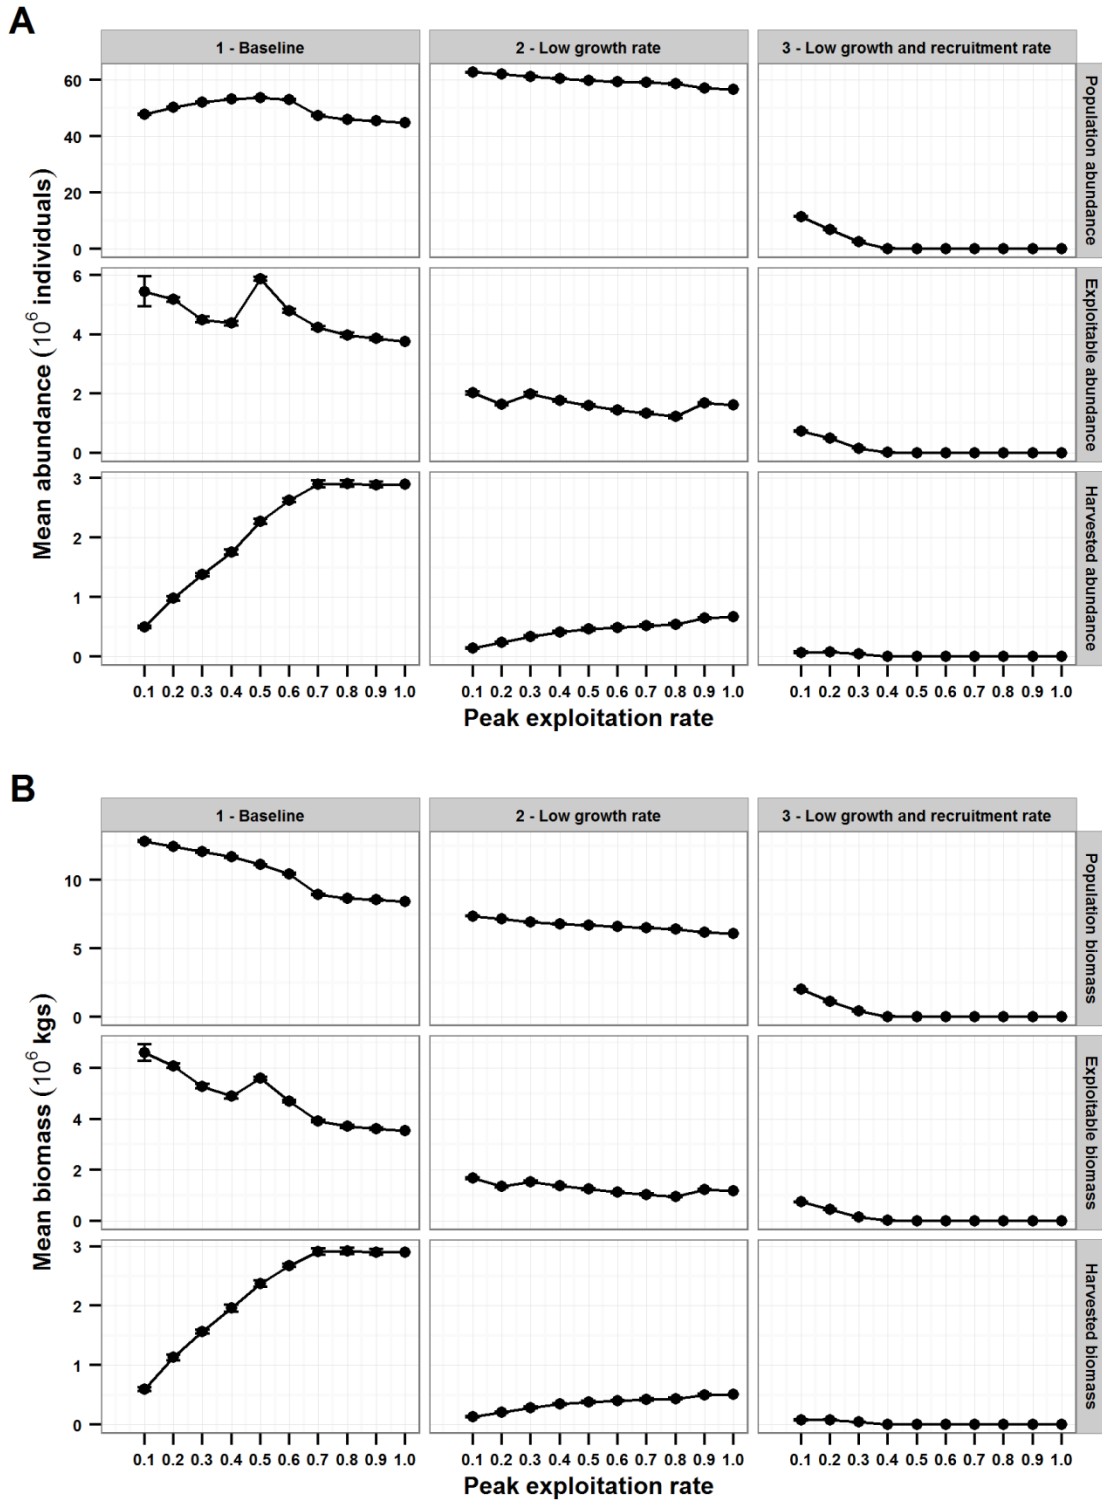 A
1 - Baseline
2 - Low growth rate
3 - Low growth and recruitment rate
Mean abundance (10⁶ individuals)
60
40
20
0
Population abundance
6
4
2
0
Exploitable abundance
3
2
1
0
Harvested abundance
0.1 0.2 0.3 0.4 0.5 0.6 0.7 0.8 0.9 1.0
0.1 0.2 0.3 0.4 0.5 0.6 0.7 0.8 0.9 1.0
0.1 0.2 0.3 0.4 0.5 0.6 0.7 0.8 0.9 1.0
Peak exploitation rate
B
1 - Baseline
2 - Low growth rate
3 - Low growth and recruitment rate
Mean biomass (10⁶ kgs)
10
5
0
Population biomass
6
4
2
0
Exploitable biomass
3
2
1
0
Harvested biomass
0.1 0.2 0.3 0.4 0.5 0.6 0.7 0.8 0.9 1.0
0.1 0.2 0.3 0.4 0.5 0.6 0.7 0.8 0.9 1.0
0.1 0.2 0.3 0.4 0.5 0.6 0.7 0.8 0.9 1.0
Peak exploitation rate